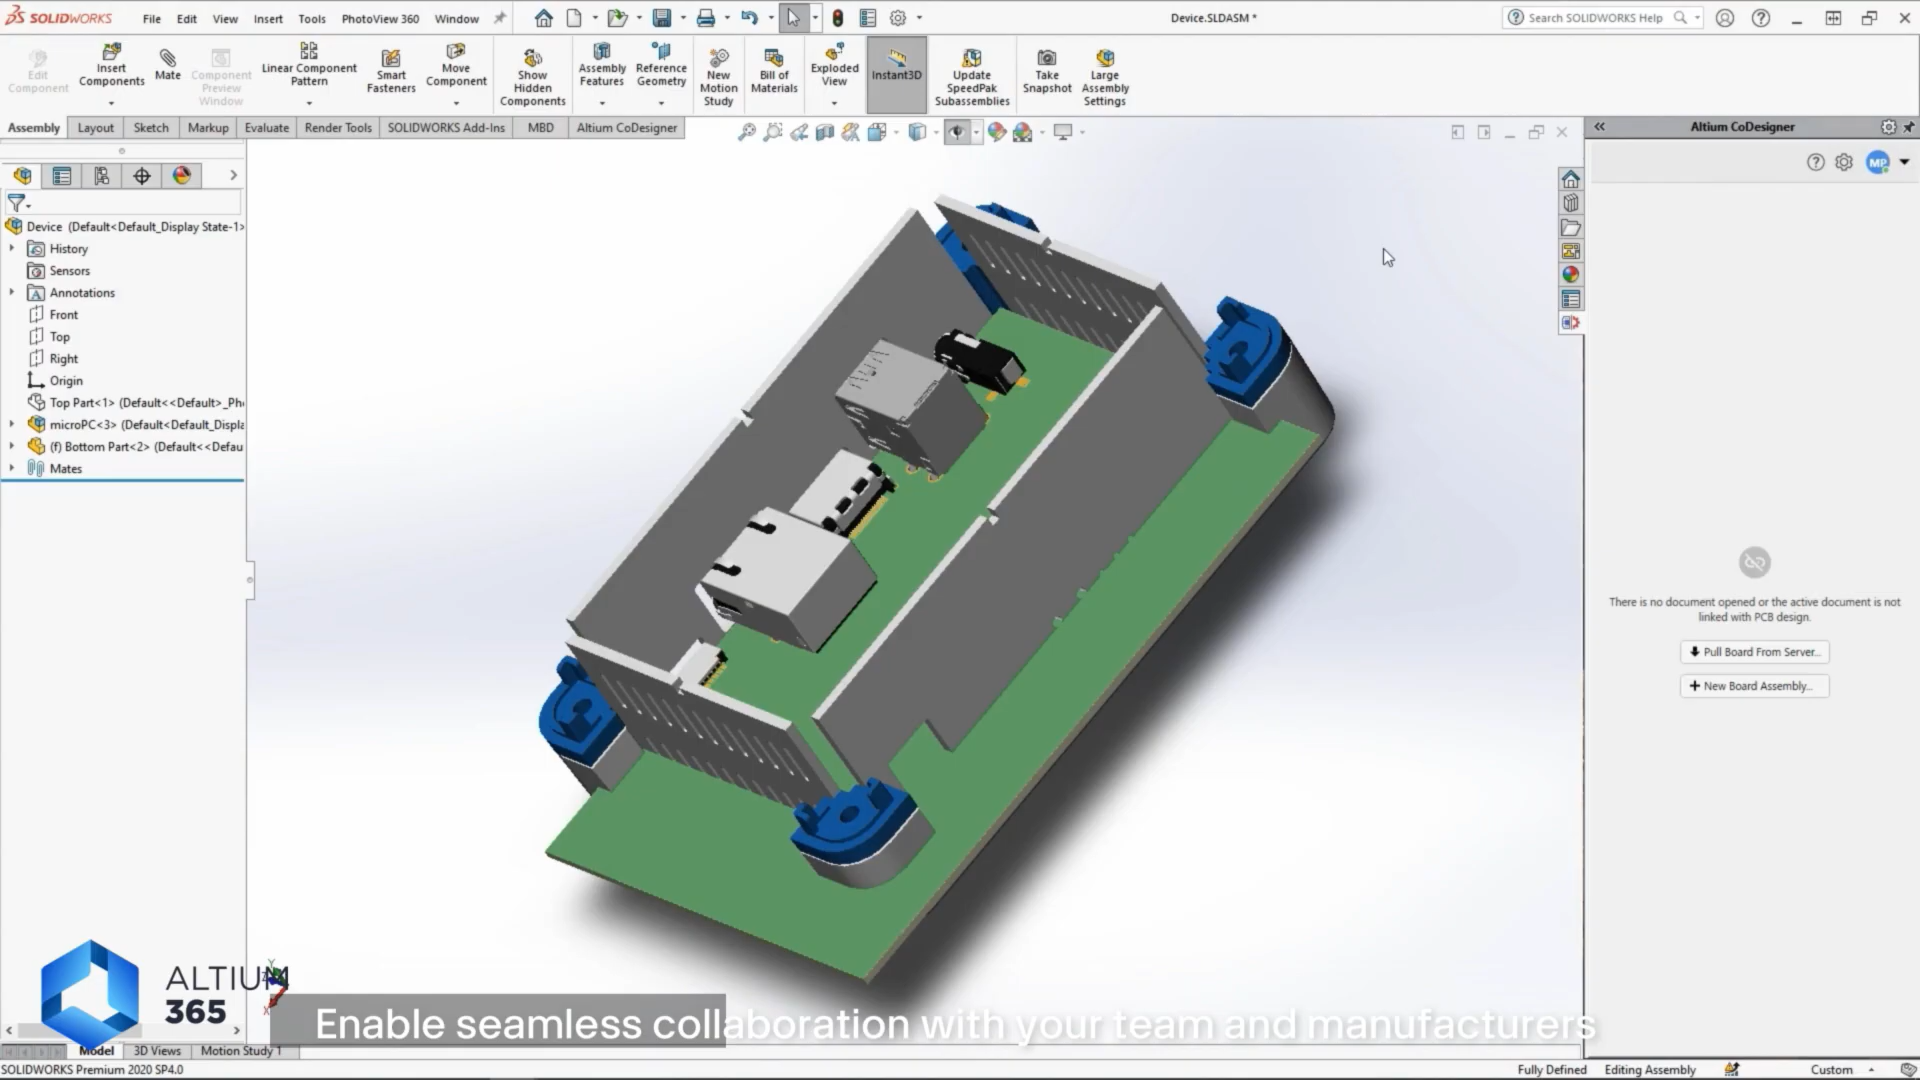 SOLIDWORKS
File
Edit
View
Insert
Tools
PhotoView 360
Window
Device.SLDASM *
Search SOLIDWORKS Help
Edit
Component
Insert
Components
Mate
Component
Preview
Window
Linear Component
Pattern
Smart
Fasteners
Move
Component
Show
Hidden
Components
Assembly
Features
Reference
Geometry
New
Motion
Study
Bill of
Materials
Exploded
View
Instant3D
Update
SpeedPak
Subassemblies
Take
Snapshot
Large
Assembly
Settings
Assembly
Layout
Sketch
Markup
Evaluate
Render Tools
SOLIDWORKS Add-Ins
MBD
Altium CoDesigner
Altium CoDesigner
MP
Device (Default<Default_Display State-1>
History
Sensors
Annotations
Front
Top
Right
Origin
Top Part<1> (Default<<Default>_Ph
microPC<3> (Default<Default_Displa
(f) Bottom Part<2> (Default<<Defau
Mates
There is no document opened or the active document is not
linked with PCB design.
Pull Board From Server...
New Board Assembly...
ALTIUM
365
Enable seamless collaboration with your team and manufacturers
Model
3D Views
Motion Study 1
SOLIDWORKS Premium 2020 SP4.0
Fully Defined
Editing Assembly
Custom